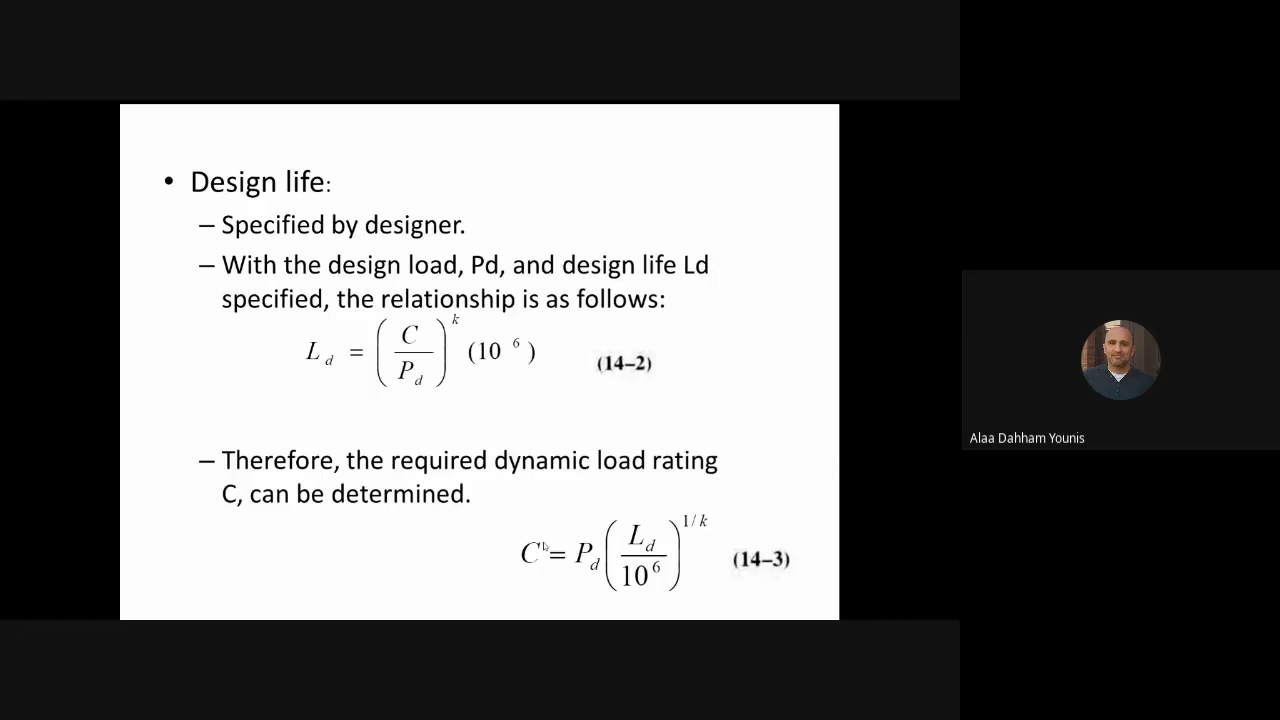 • Design life:
– Specified by designer.
– With the design load, Pd, and design life Ld
specified, the relationship is as follows:
L_d = (C / P_d)^k (10^6) (14–2)
– Therefore, the required dynamic load rating
C, can be determined.
C = P_d (L_d / 10^6)^{1/k} (14–3)
Alaa Dahham Younis